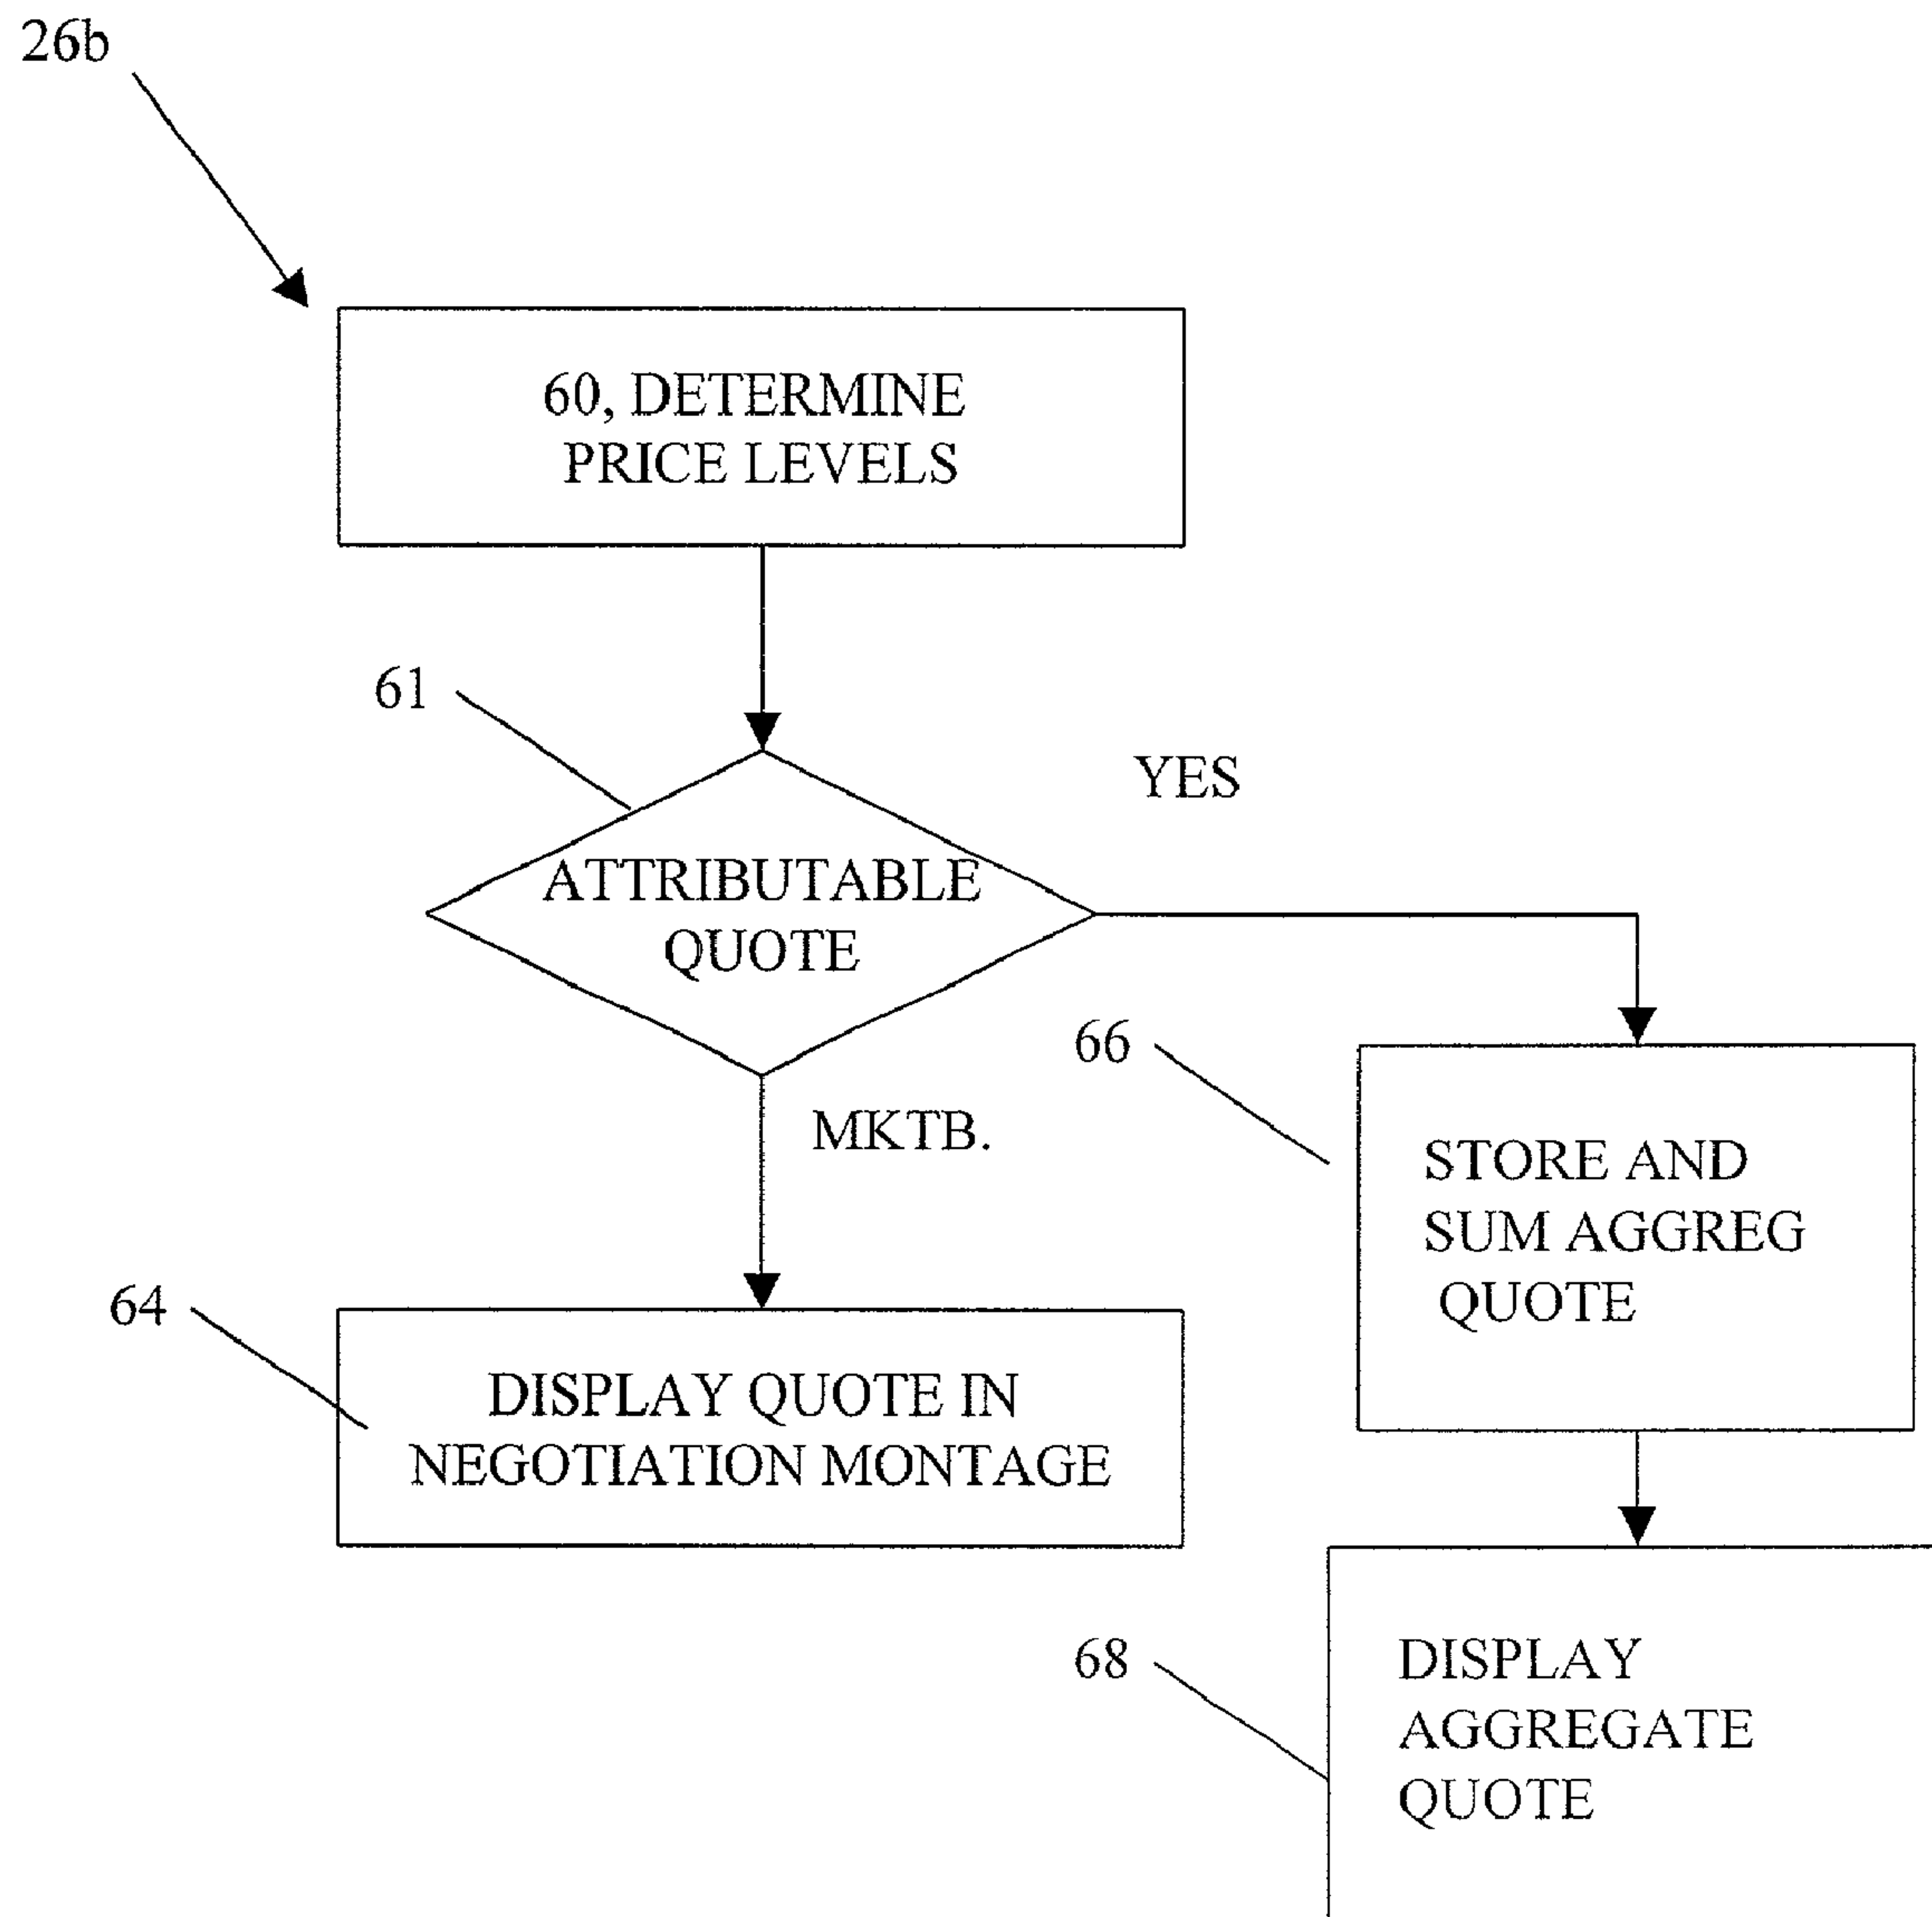 26b
60, DETERMINE
PRICE LEVELS
61
YES
ATTRIBUTABLE
QUOTE
MKTB.
66
STORE AND
SUM AGGREG
QUOTE
64
DISPLAY QUOTE IN
NEGOTIATION MONTAGE
68
DISPLAY
AGGREGATE
QUOTE